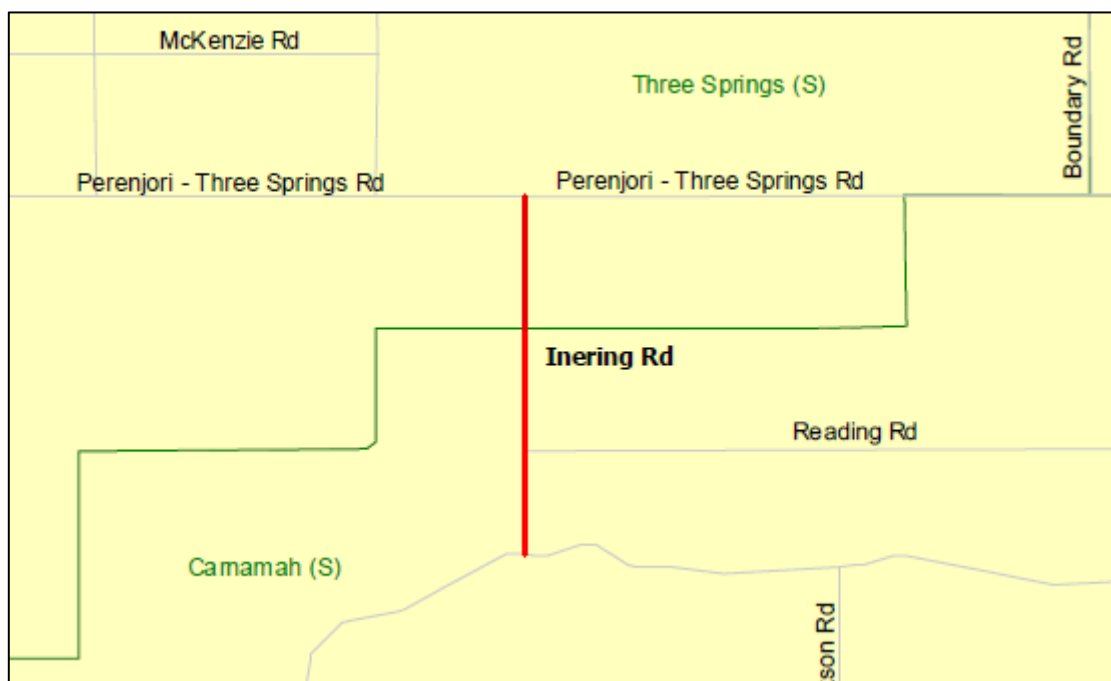 McKenzie Rd
Three Springs (S)
Boundary Rd
Perenjori - Three Springs Rd
Perenjori - Three Springs Rd
Inering Rd
Reading Rd
Carnamah (S)
Rd